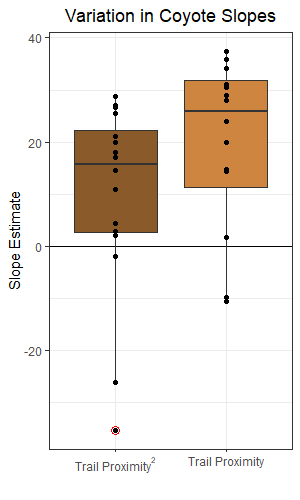 Variation in Coyote Slopes
Slope Estimate
40
20
0
-20
Trail Proximity²
Trail Proximity